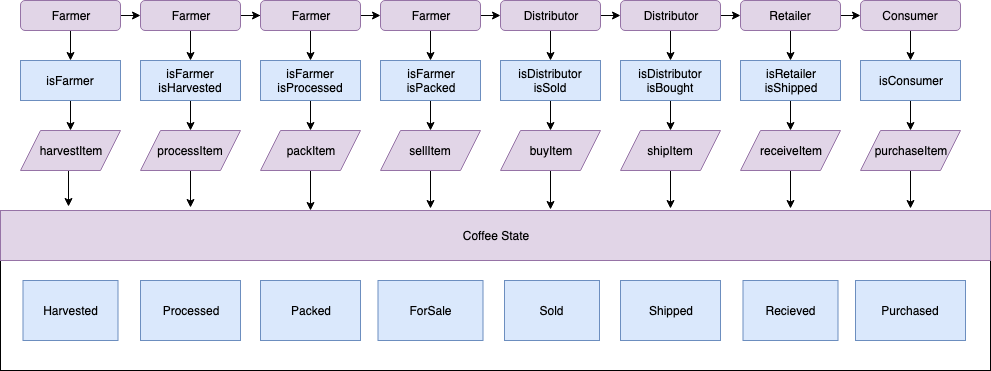 Farmer
Farmer
Farmer
Farmer
Distributor
Distributor
Retailer
Consumer
isFarmer
isFarmer
isHarvested
isFarmer
isProcessed
isFarmer
isPacked
isDistributor
isSold
isDistributor
isBought
isRetailer
isShipped
isConsumer
harvestItem
processItem
packItem
sellItem
buyItem
shipItem
receiveItem
purchaseItem
Coffee State
Harvested
Processed
Packed
ForSale
Sold
Shipped
Recieved
Purchased